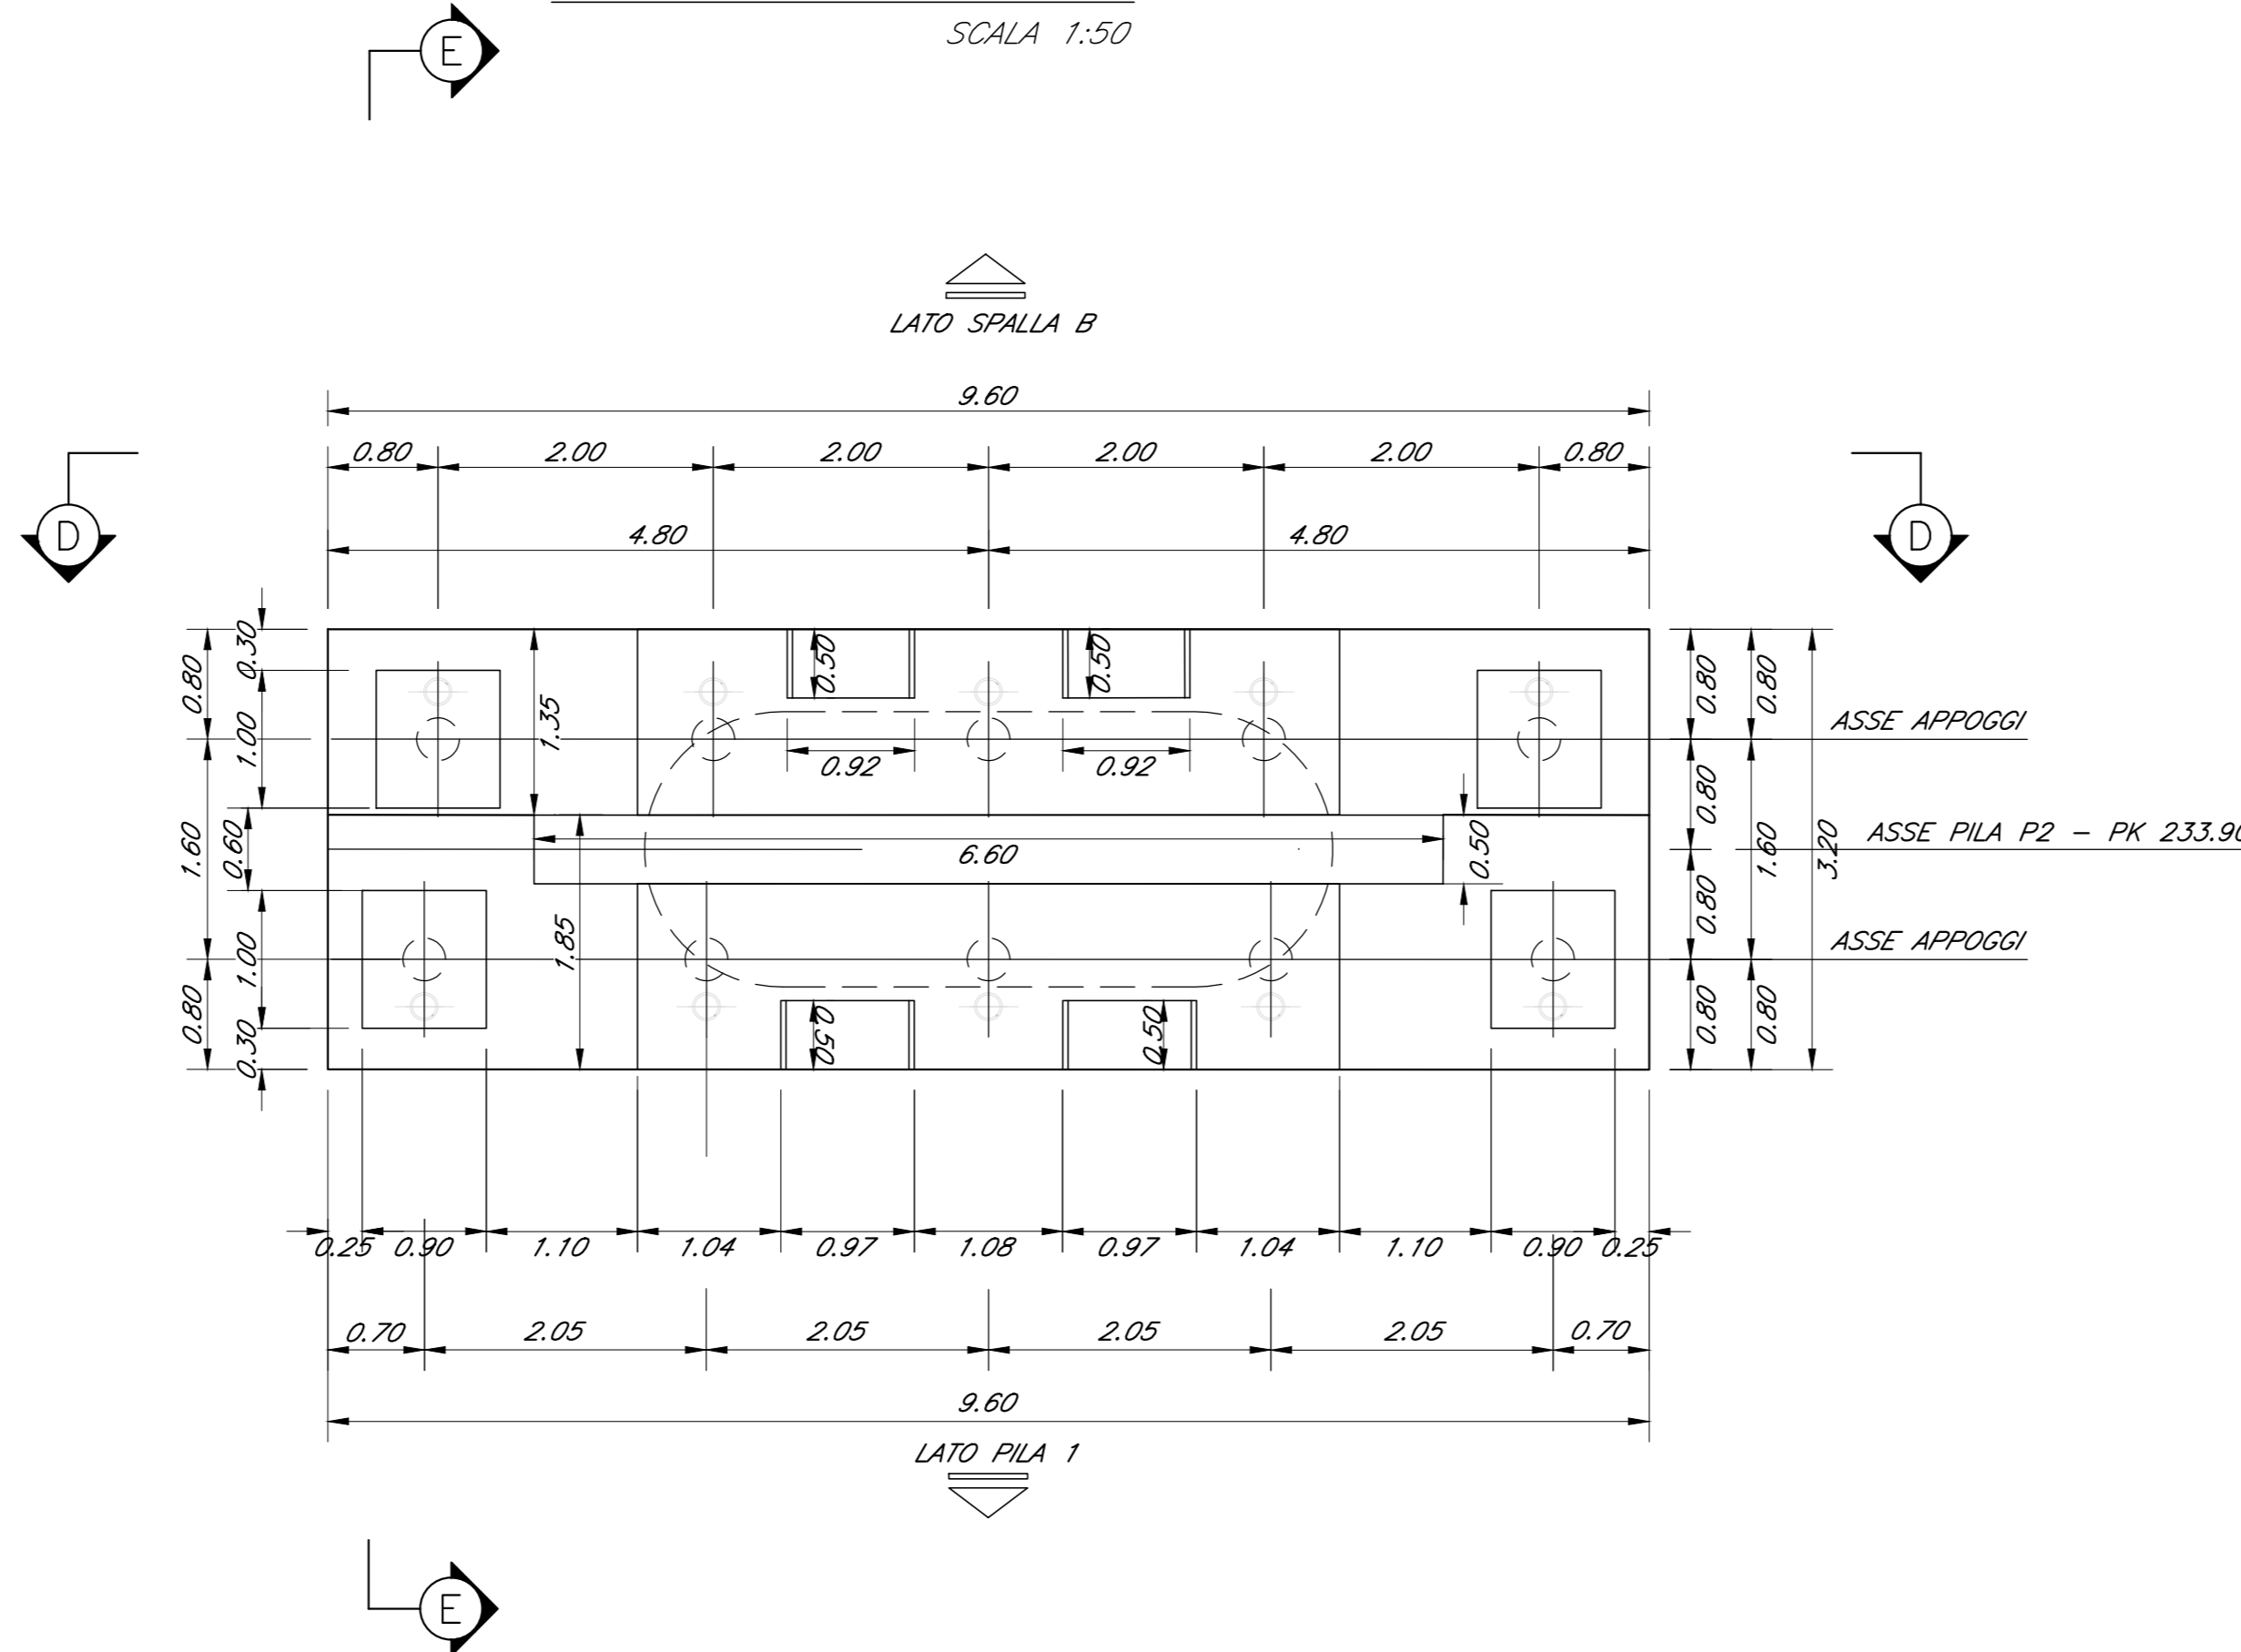 E
SCALA 1:50
LATO SPALLA B
9.60
0.80 2.00 2.00 2.00 2.00 0.80
D D
4.80 4.80
0.30 0.50 0.50
0.80 0.80 0.80
1.35 ASSE APPOGGI
1.00 0.92 0.92 0.80
1.60 0.60 6.60 0.50 1.60 3.20 ASSE PILA P2 - PK 233.90
0.80
1.85 ASSE APPOGGI
1.00
0.80 0.50 0.50 0.80 0.80
0.30
0.25 0.90 1.10 1.04 0.97 1.08 0.97 1.04 1.10 0.90 0.25
0.70 2.05 2.05 2.05 2.05 0.70
9.60
LATO PILA 1
E